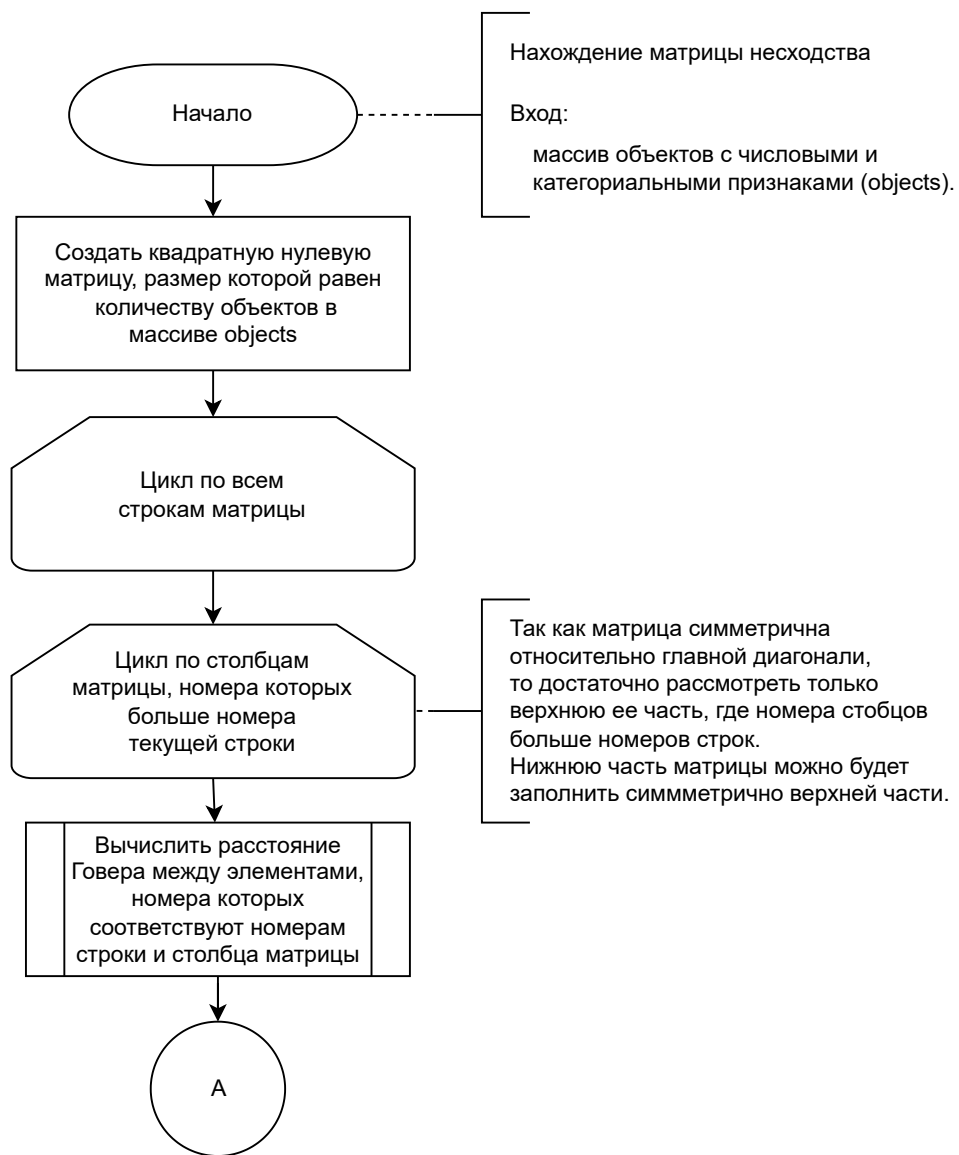 Начало
Нахождение матрицы несходства
Вход:
массив объектов с числовыми и
категориальными признаками (objects).
Создать квадратную нулевую
матрицу, размер которой равен
количеству объектов в
массиве objects
Цикл по всем
строкам матрицы
Цикл по столбцам
матрицы, номера которых
больше номера
текущей строки
Так как матрица симметрична
относительно главной диагонали,
то достаточно рассмотреть только
верхнюю ее часть, где номера стобцов
больше номеров строк.
Нижнюю часть матрицы можно будет
заполнить симмметрично верхней части.
Вычислить расстояние
Говера между элементами,
номера которых
соответствуют номерам
строки и столбца матрицы
А